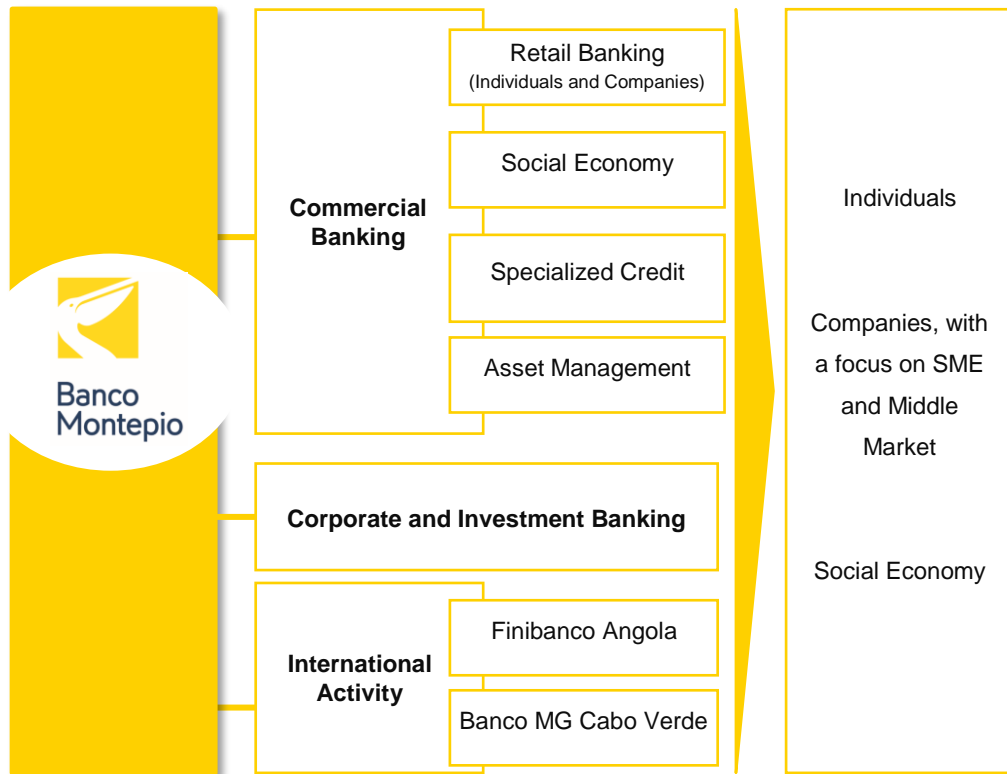 Banco
Montepio
Commercial
Banking
Retail Banking
(Individuals and Companies)
Social Economy
Specialized Credit
Asset Management
Corporate and Investment Banking
International
Activity
Finibanco Angola
Banco MG Cabo Verde
Individuals
Companies, with
a focus on SME
and Middle
Market
Social Economy